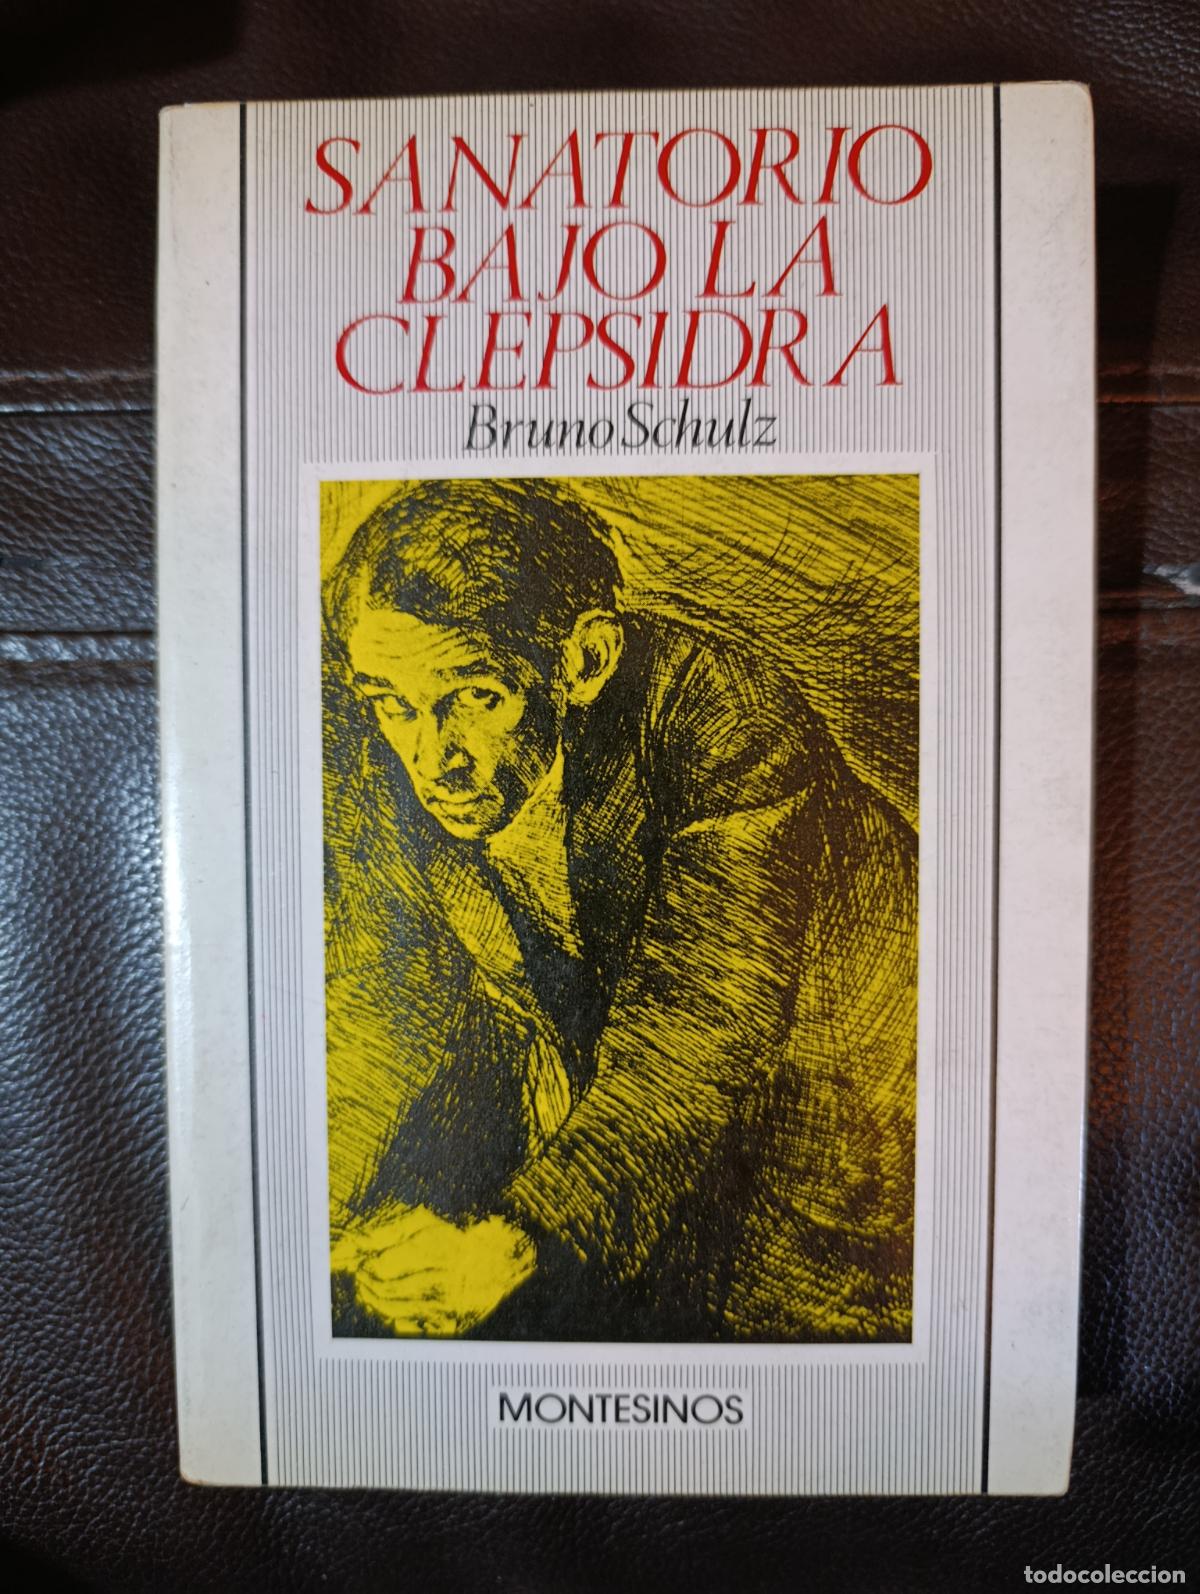 SANATORIO
BAJO LA
CLEPSIDRA
Bruno Schulz
MONTESINOS
todocoleccion